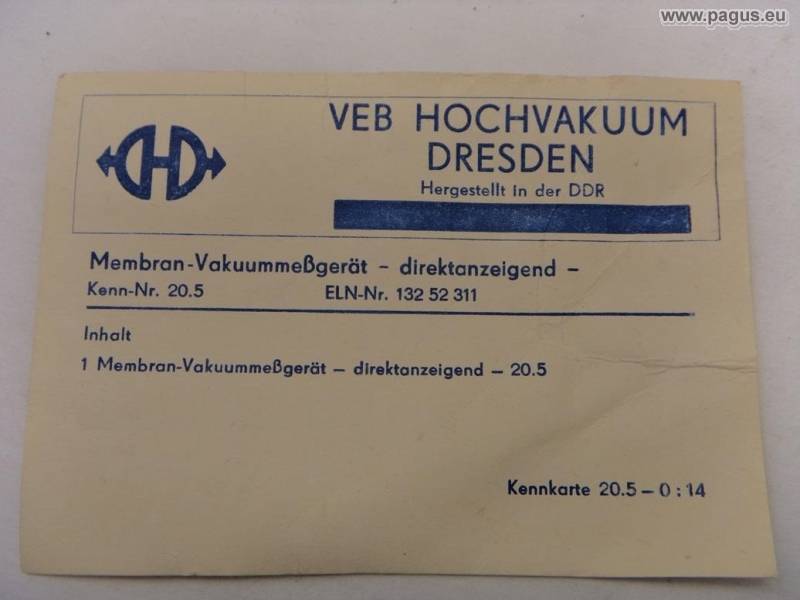 www.pagus.eu
VEB HOCHVAKUUM
DRESDEN
Hergestellt in der DDR
Membran-Vakuummeßgerät - direktanzeigend -
Kenn-Nr. 20.5 ELN-Nr. 132 52 311
Inhalt
1 Membran-Vakuummeßgerät - direktanzeigend - 20.5
Kennkarte 20.5 - 0 : 14